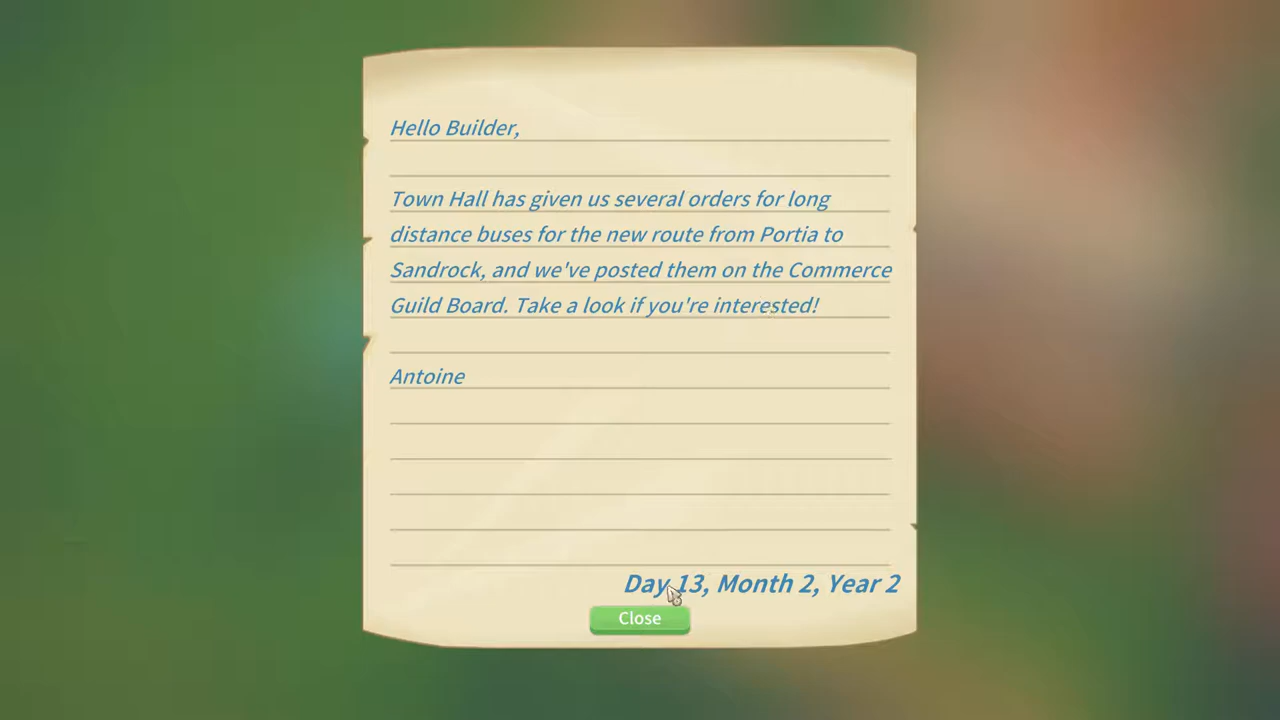 Hello Builder,
Town Hall has given us several orders for long
distance buses for the new route from Portia to
Sandrock, and we've posted them on the Commerce
Guild Board. Take a look if you're interested!
Antoine
Day 13, Month 2, Year 2
Close